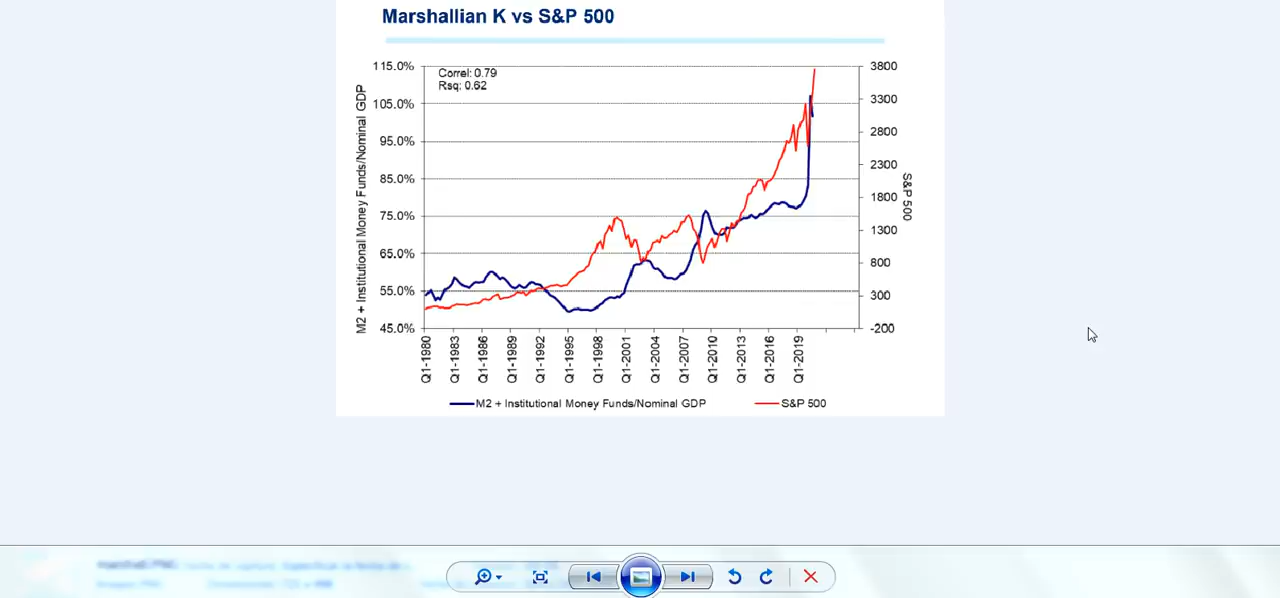 Marshallian K vs S&P 500
Correl: 0.79
Rsq: 0.62
M2 + Institutional Money Funds/Nominal GDP
115.0%
105.0%
95.0%
85.0%
75.0%
65.0%
55.0%
45.0%
3800
3300
2800
2300
1800
1300
800
300
-200
S&P 500
Q1-1980
Q1-1983
Q1-1986
Q1-1989
Q1-1992
Q1-1995
Q1-1998
Q1-2001
Q1-2004
Q1-2007
Q1-2010
Q1-2013
Q1-2016
Q1-2019
M2 + Institutional Money Funds/Nominal GDP
S&P 500